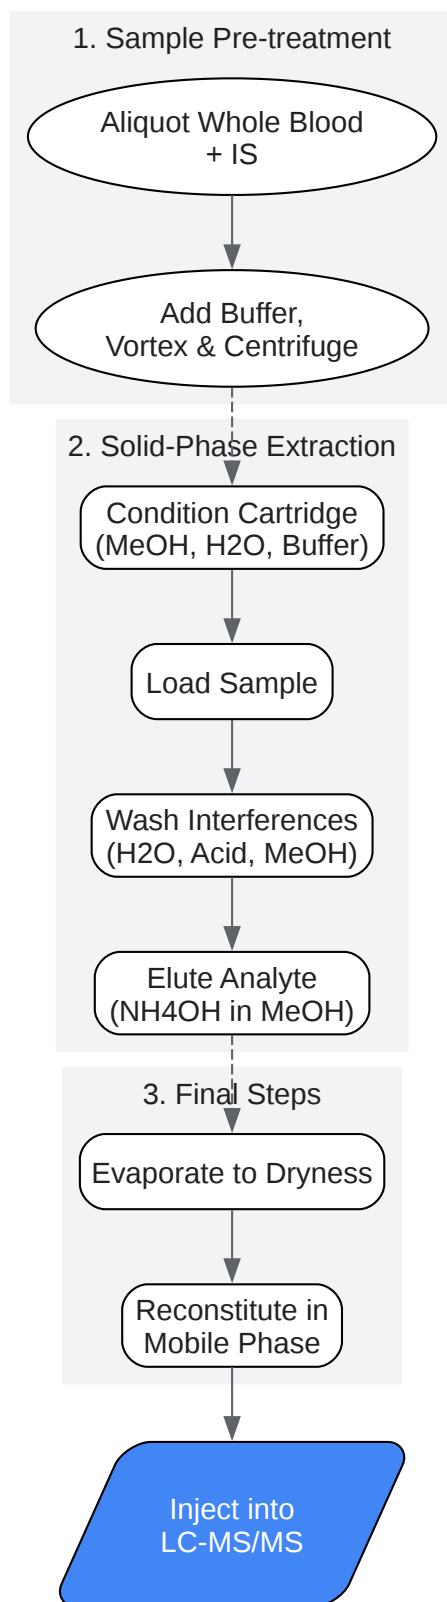 1. Sample Pre-treatment
Aliquot Whole Blood
+ IS
Add Buffer,
Vortex & Centrifuge
2. Solid-Phase Extraction
Condition Cartridge
(MeOH, H2O, Buffer)
Load Sample
Wash Interferences
(H2O, Acid, MeOH)
Elute Analyte
(NH4OH in MeOH)
3. Final Steps
Evaporate to Dryness
Reconstitute in
Mobile Phase
Inject into
LC-MS/MS